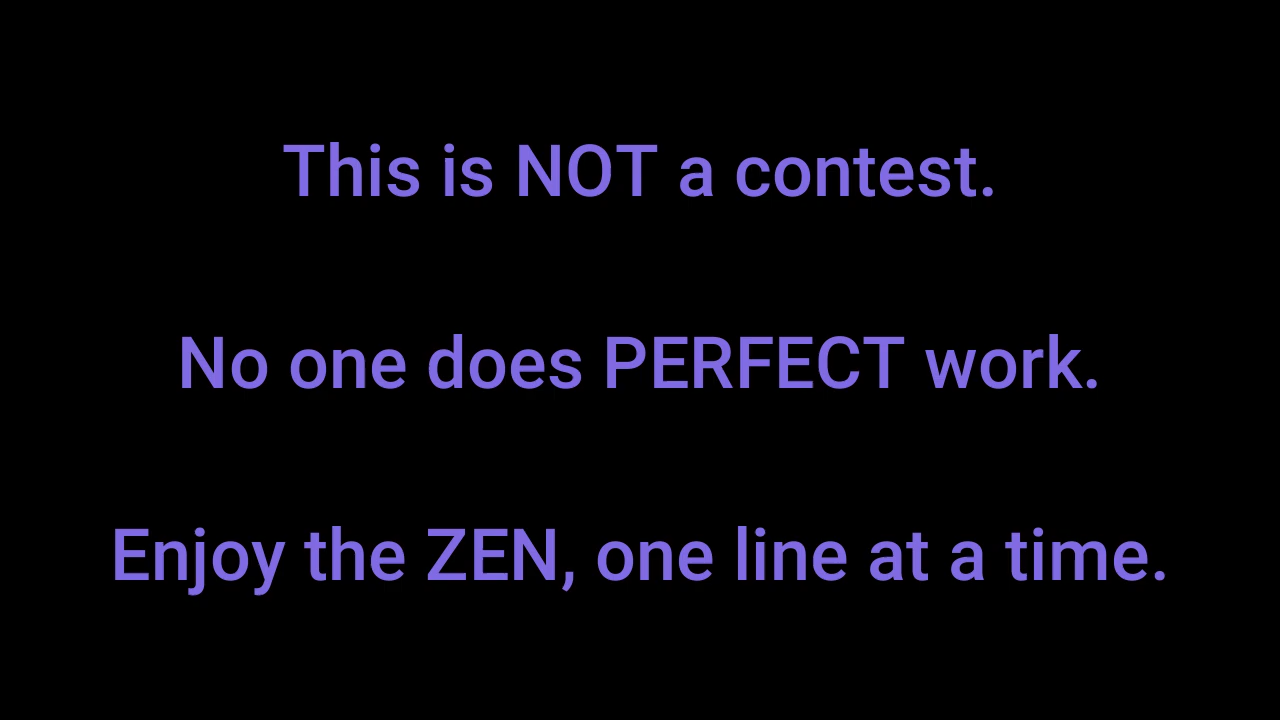 This is NOT a contest.
No one does PERFECT work.
Enjoy the ZEN, one line at a time.